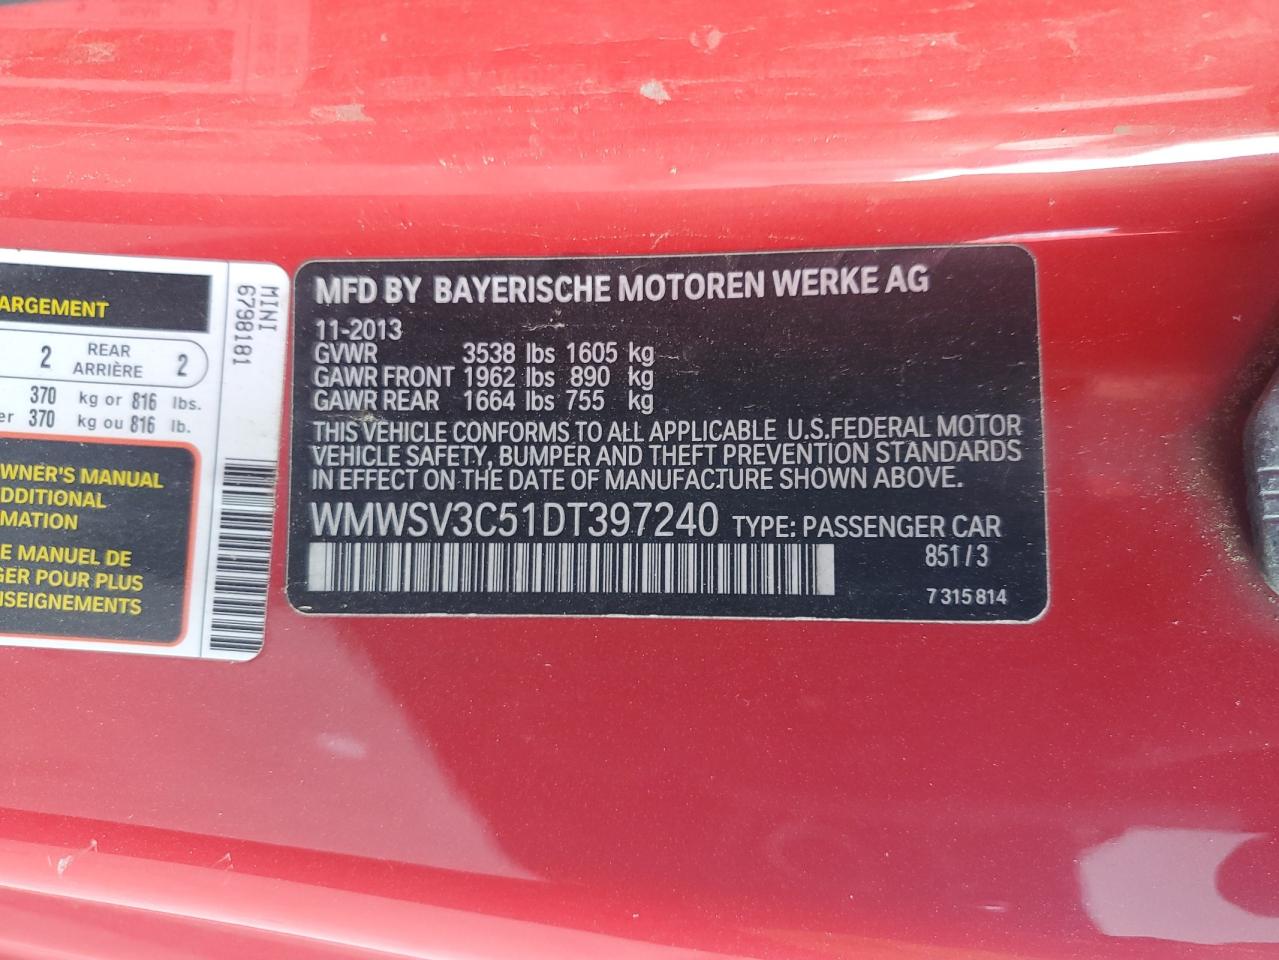 ARGEMENT
2 REAR ARRIÈRE 2
370 kg or 816 lbs.
er 370 kg ou 816 lb.
WNER'S MANUAL
DDITIONAL
MATION
E MANUEL DE
GER POUR PLUS
NSEIGNEMENTS
MINI
6798181
MFD BY BAYERISCHE MOTOREN WERKE AG
11-2013
GVWR 3538 lbs 1605 kg
GAWR FRONT 1962 lbs 890 kg
GAWR REAR 1664 lbs 755 kg
THIS VEHICLE CONFORMS TO ALL APPLICABLE U.S.FEDERAL MOTOR
VEHICLE SAFETY, BUMPER AND THEFT PREVENTION STANDARDS
IN EFFECT ON THE DATE OF MANUFACTURE SHOWN ABOVE.
WMWSV3C51DT397240 TYPE: PASSENGER CAR
851/3
7 315 814